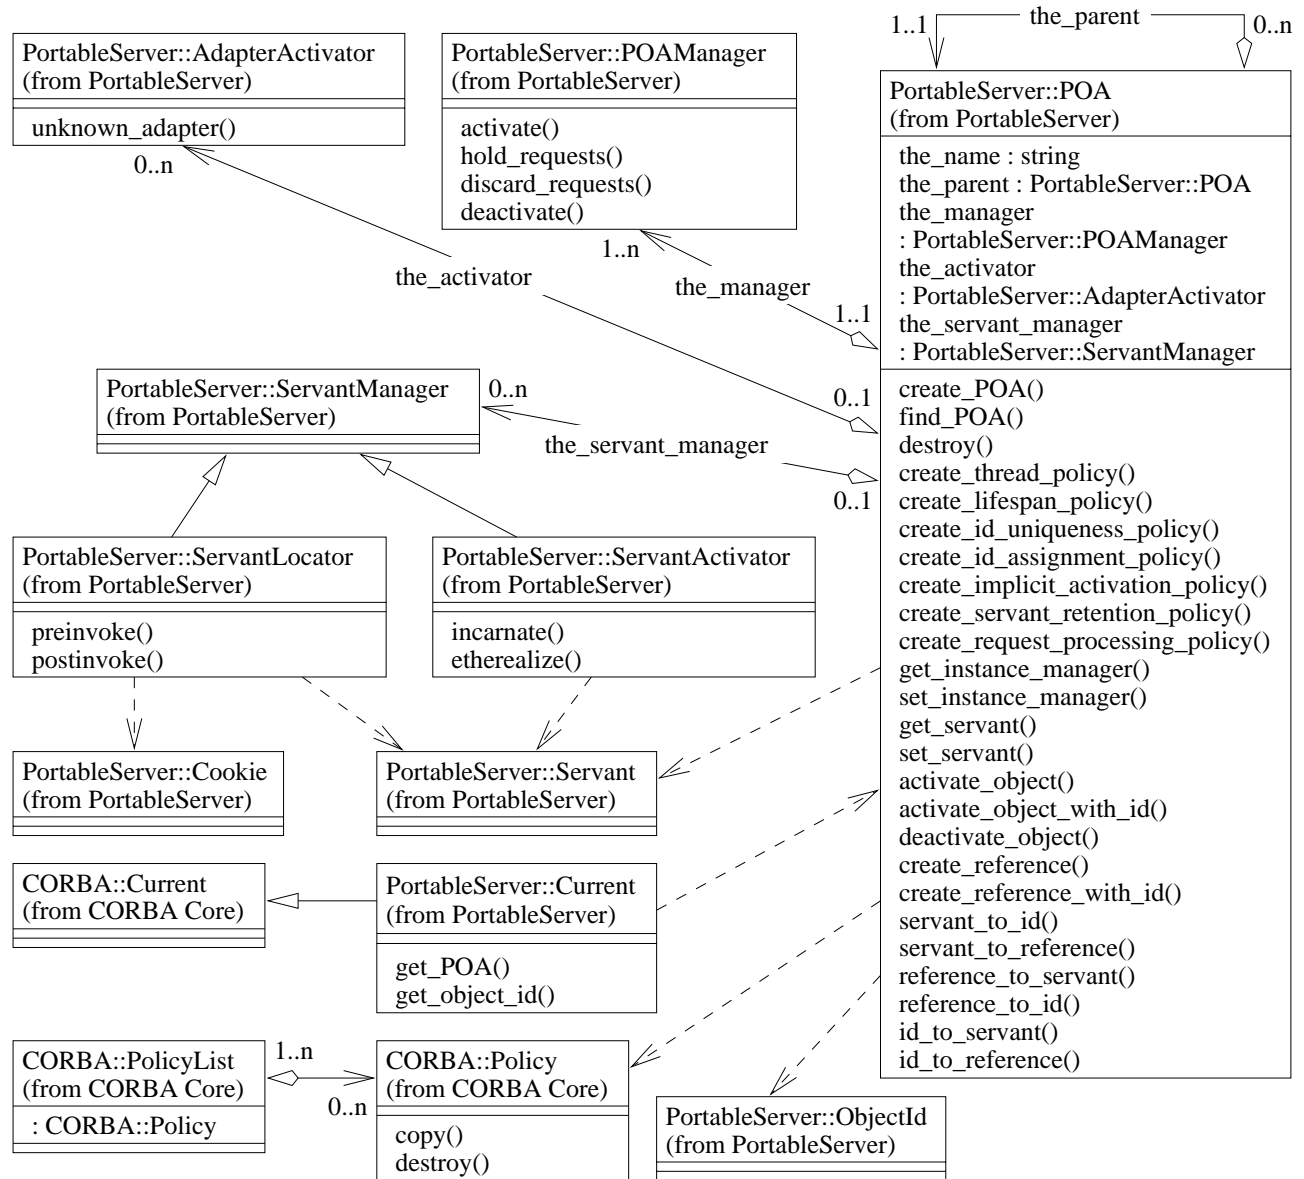 the_parent
1..1
0..n
PortableServer::AdapterActivator
(from PortableServer)
unknown_adapter()
0..n
PortableServer::POAManager
(from PortableServer)
activate()
hold_requests()
discard_requests()
deactivate()
1..n
PortableServer::POA
(from PortableServer)
the_name : string
the_parent : PortableServer::POA
the_manager
: PortableServer::POAManager
the_activator
: PortableServer::AdapterActivator
the_servant_manager
: PortableServer::ServantManager
create_POA()
find_POA()
destroy()
create_thread_policy()
create_lifespan_policy()
create_id_uniqueness_policy()
create_id_assignment_policy()
create_implicit_activation_policy()
create_servant_retention_policy()
create_request_processing_policy()
get_instance_manager()
set_instance_manager()
get_servant()
set_servant()
activate_object()
activate_object_with_id()
deactivate_object()
create_reference()
create_reference_with_id()
servant_to_id()
servant_to_reference()
reference_to_servant()
reference_to_id()
id_to_servant()
id_to_reference()
the_activator
the_manager
1..1
0..1
PortableServer::ServantManager
(from PortableServer)
0..n
the_servant_manager
0..1
PortableServer::ServantLocator
(from PortableServer)
preinvoke()
postinvoke()
PortableServer::ServantActivator
(from PortableServer)
incarnate()
etherealize()
PortableServer::Cookie
(from PortableServer)
PortableServer::Servant
(from PortableServer)
CORBA::Current
(from CORBA Core)
PortableServer::Current
(from PortableServer)
get_POA()
get_object_id()
CORBA::PolicyList
(from CORBA Core)
: CORBA::Policy
1..n
0..n
CORBA::Policy
(from CORBA Core)
copy()
destroy()
PortableServer::ObjectId
(from PortableServer)